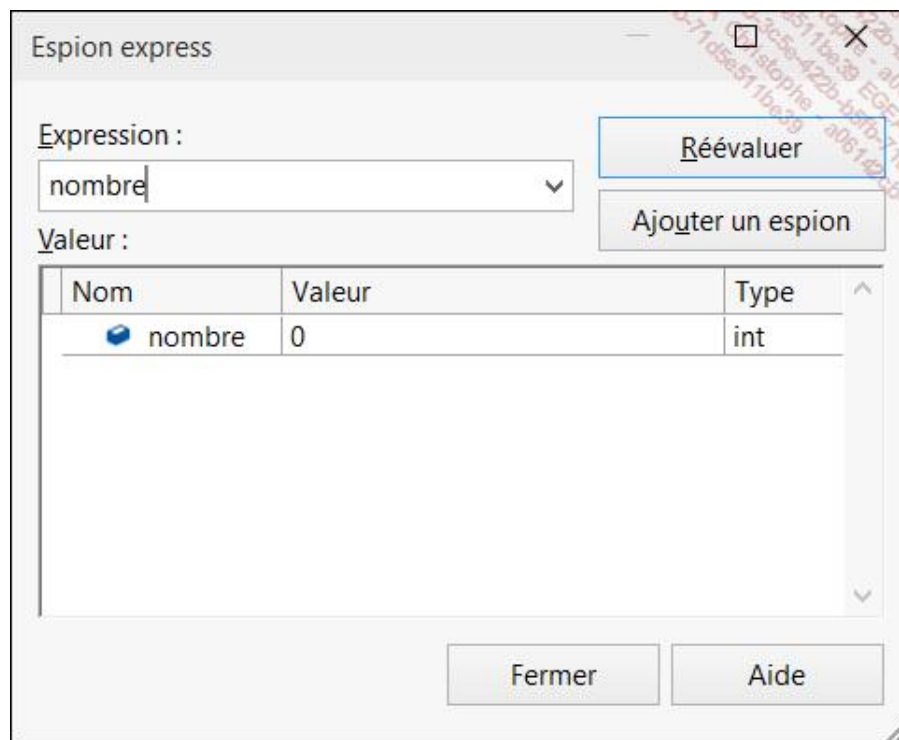 Espion express
Expression :
nombre
Réévaluer
Ajouter un espion
Valeur :
Nom Valeur Type
nombre 0 int
Fermer Aide